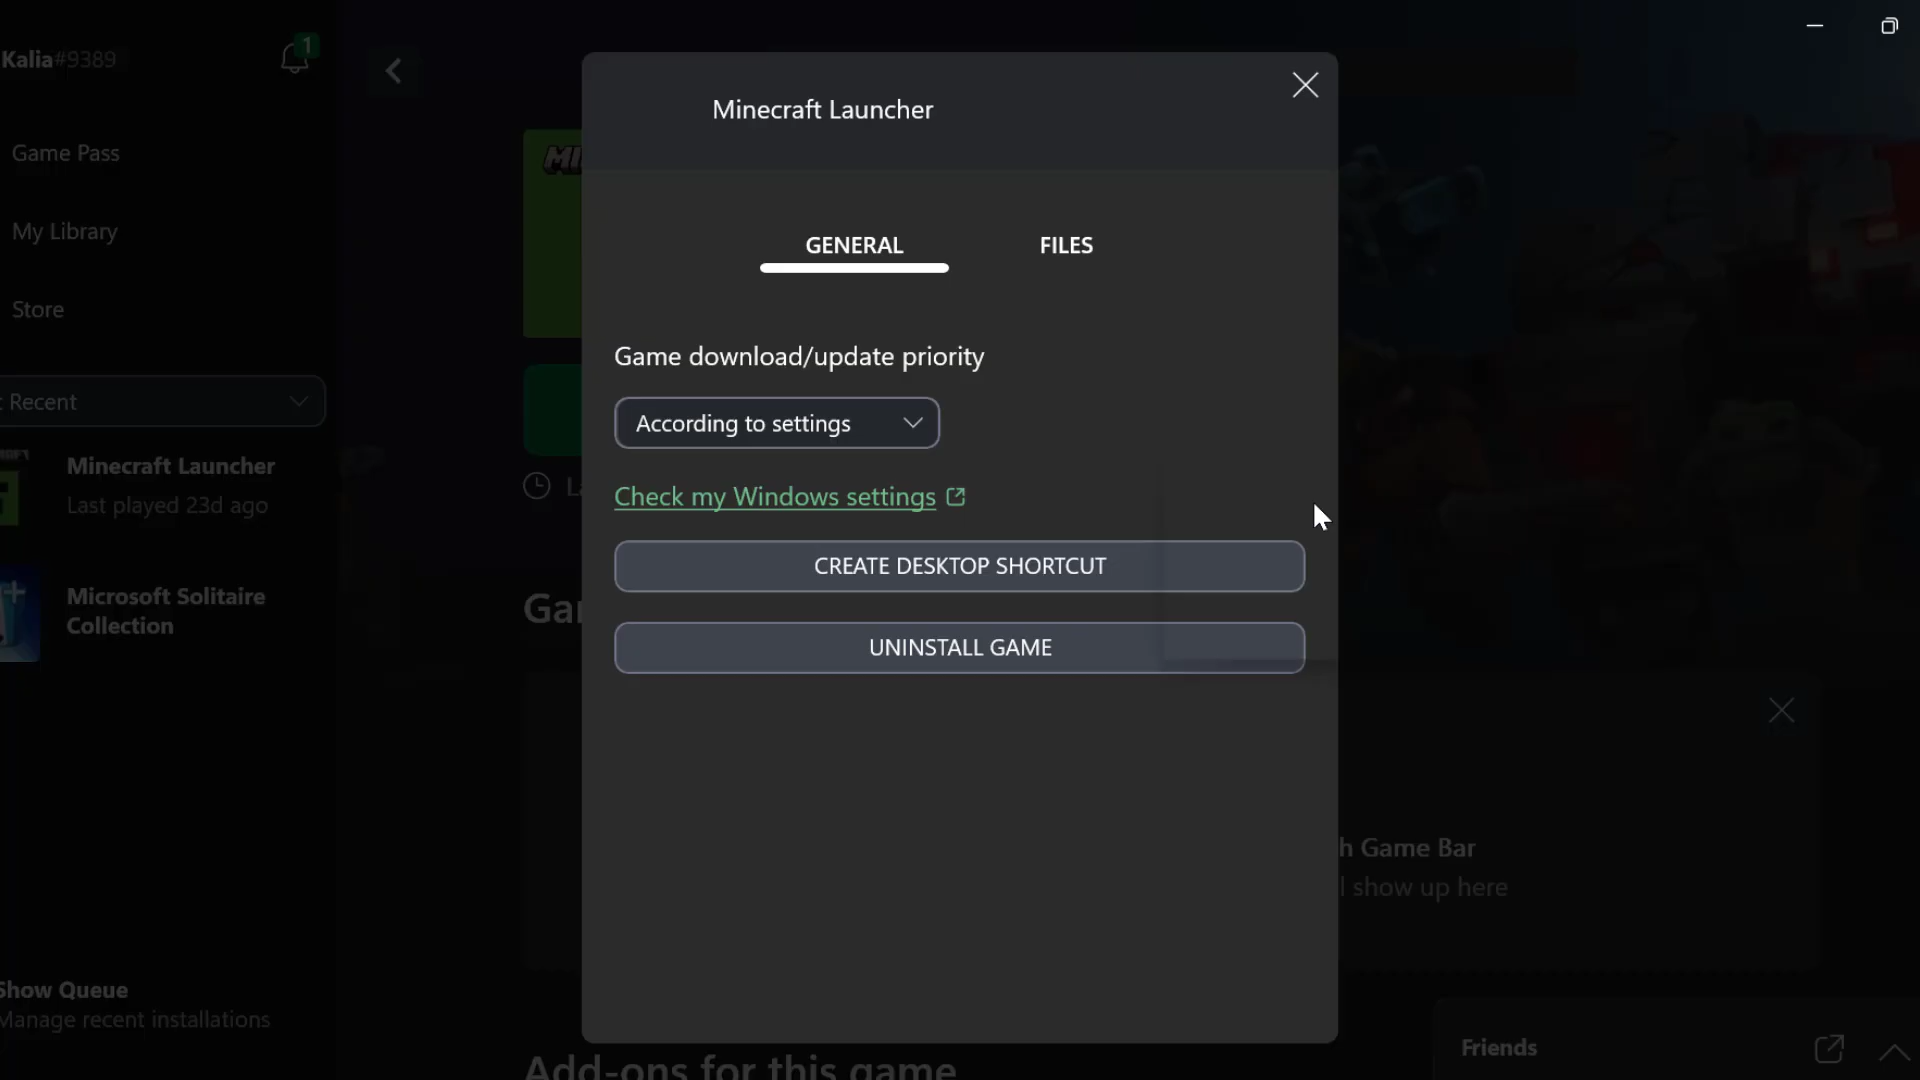 Kalia#9389
1
Game Pass
My Library
Store
Recent
Minecraft Launcher
Last played 23d ago
Microsoft Solitaire
Collection
Show Queue
Manage recent installations
Minecraft Launcher
GENERAL
FILES
Game download/update priority
According to settings
Check my Windows settings
CREATE DESKTOP SHORTCUT
UNINSTALL GAME
Game Bar
show up here
Add-ons for this game
Friends